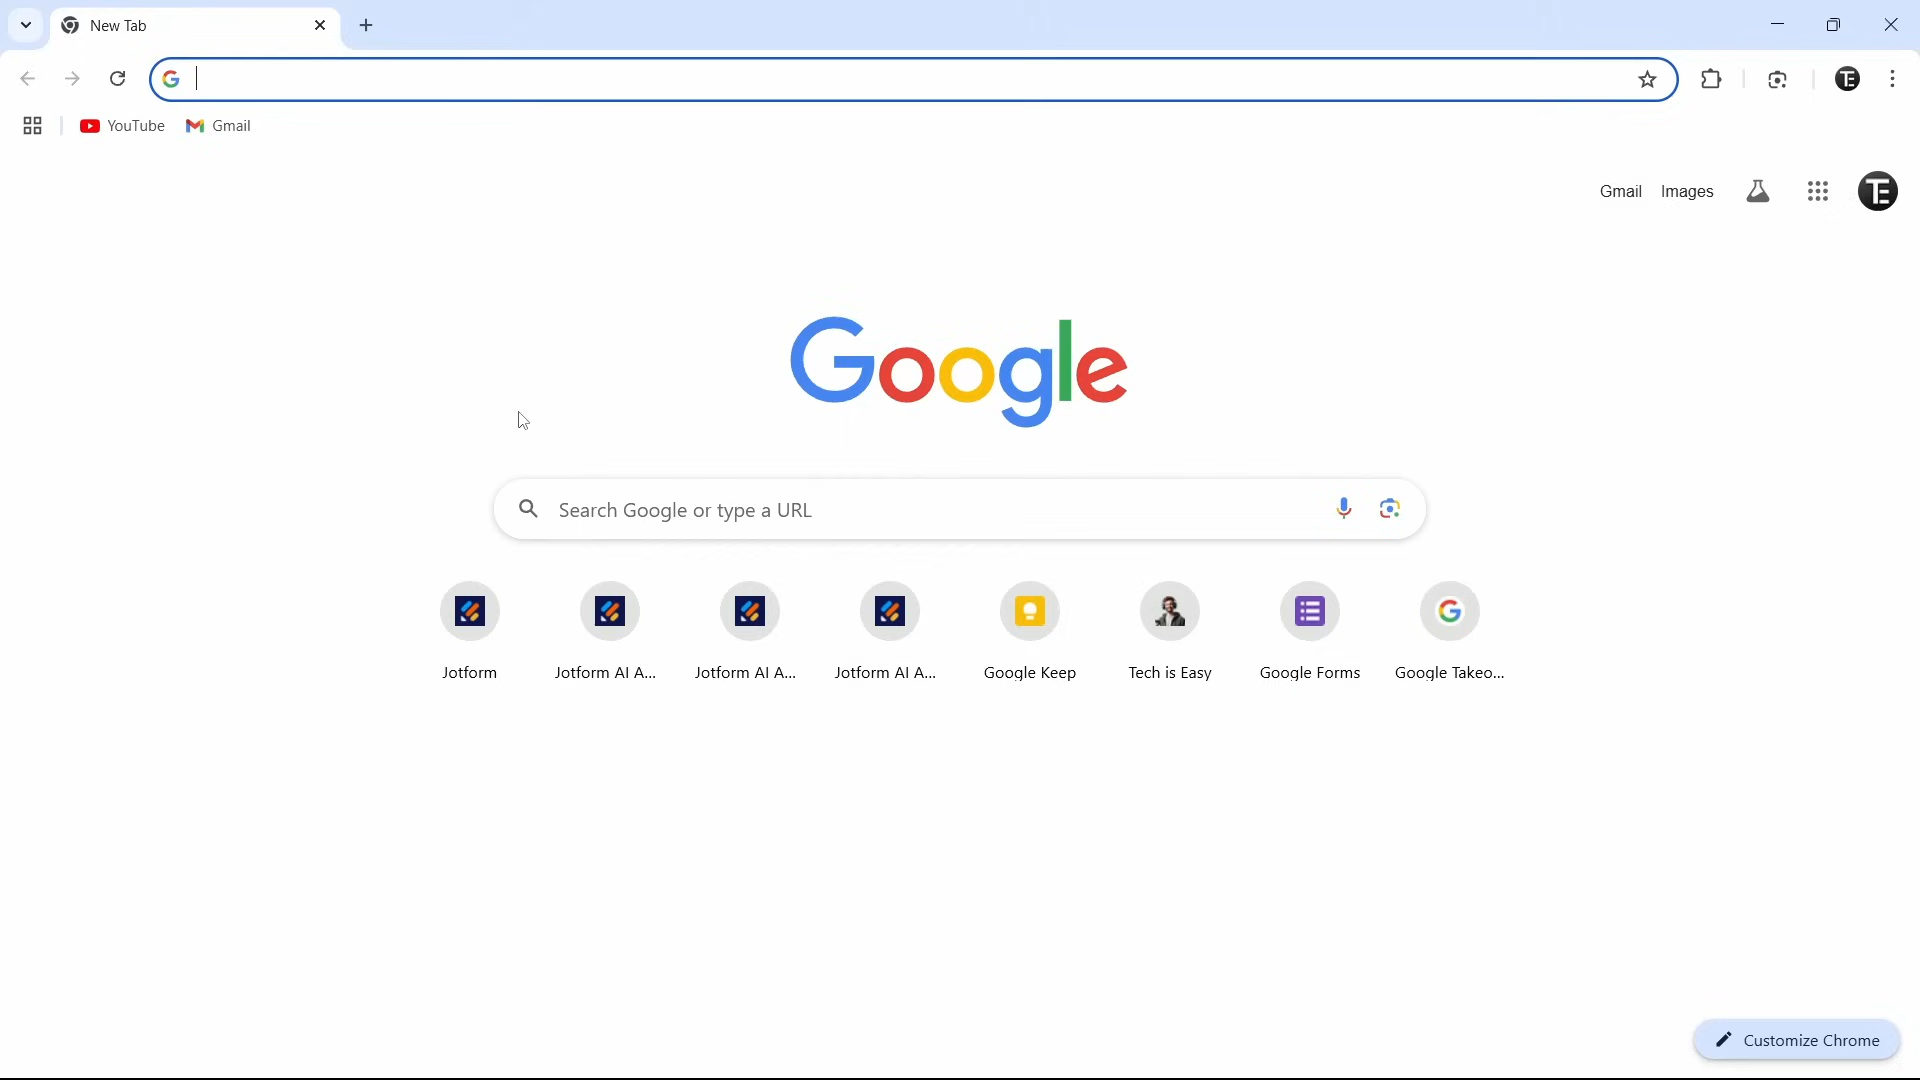 New Tab
YouTube
Gmail
Gmail
Images
Google
Search Google or type a URL
Jotform
Jotform AI A...
Jotform AI A...
Jotform AI A...
Google Keep
Tech is Easy
Google Forms
Google Takeo...
Customize Chrome